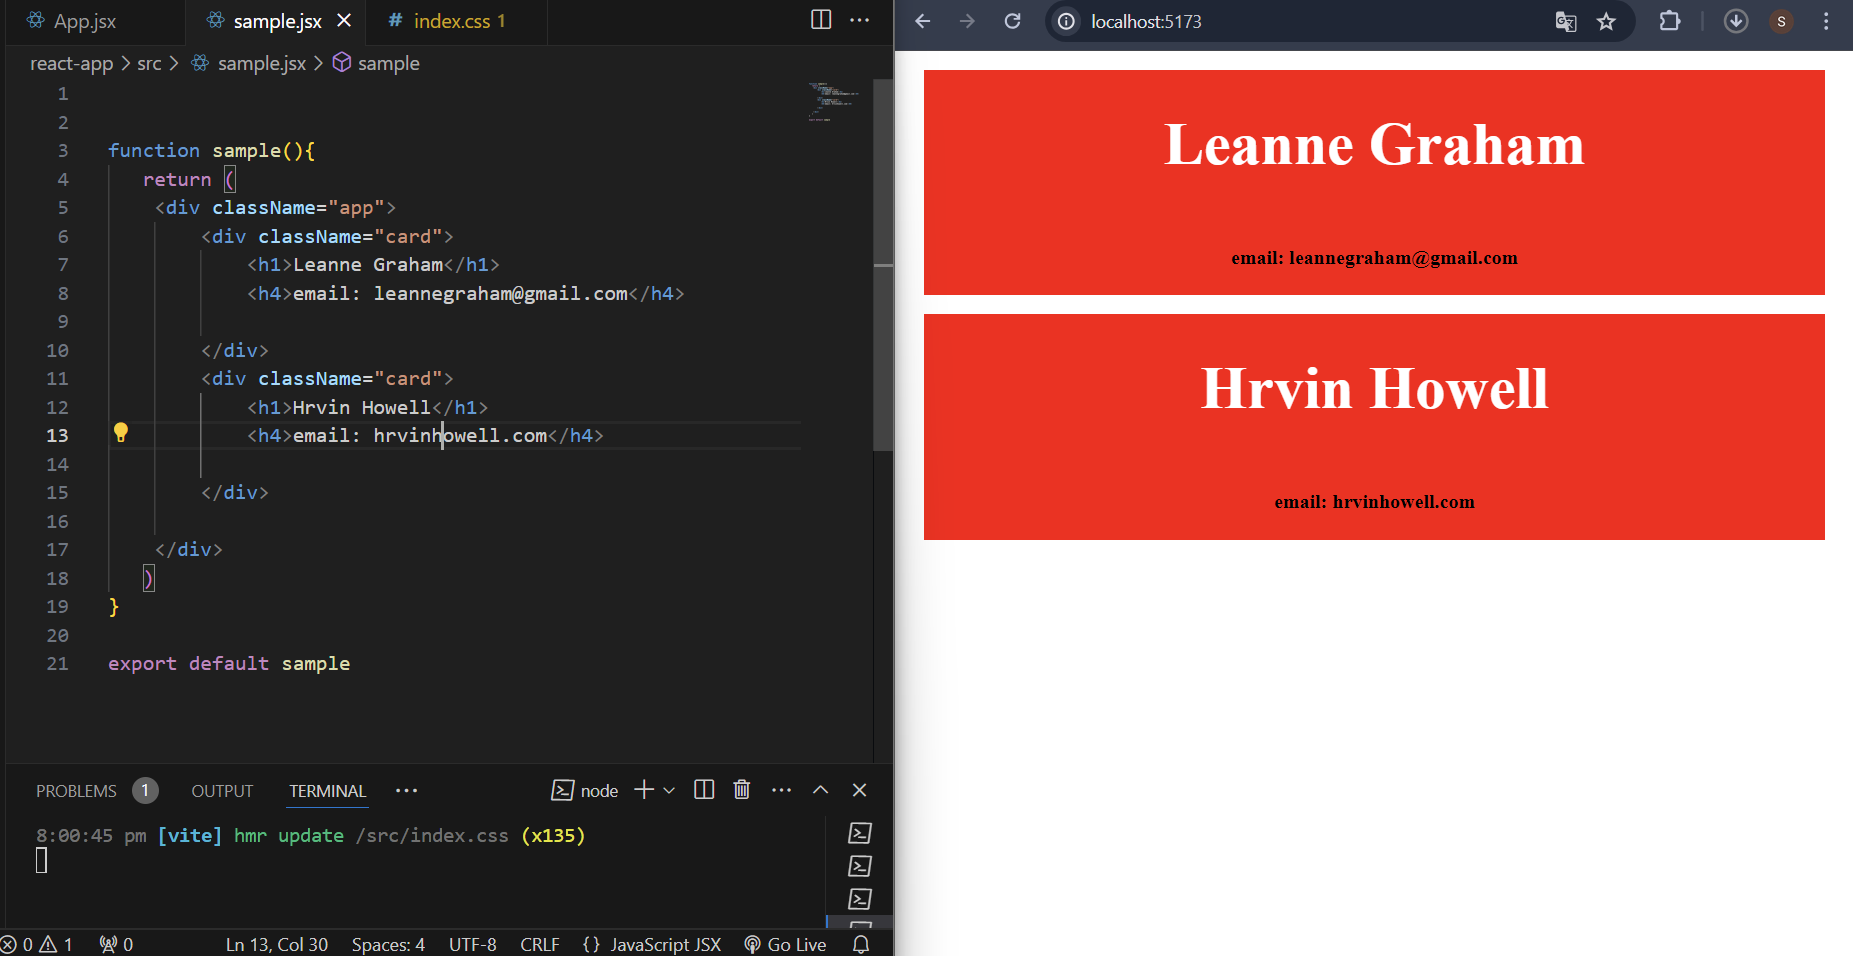 App.jsx
sample.jsx
# index.css 1
react-app > src > sample.jsx > sample
1
2
3 function sample(){
4 return (
5 <div className="app">
6 <div className="card">
7 <h1>Leanne Graham</h1>
8 <h4>email: leannegraham@gmail.com</h4>
9
10 </div>
11 <div className="card">
12 <h1>Hrvin Howell</h1>
13 <h4>email: hrvinhowell.com</h4>
14
15 </div>
16
17 </div>
18 )
19 }
20
21 export default sample
PROBLEMS 1 OUTPUT TERMINAL ...
node
8:00:45 pm [vite] hmr update /src/index.css (x135)
0 1 0 Ln 13, Col 30 Spaces: 4 UTF-8 CRLF {} JavaScript JSX Go Live
localhost:5173
S
Leanne Graham
email: leannegraham@gmail.com
Hrvin Howell
email: hrvinhowell.com